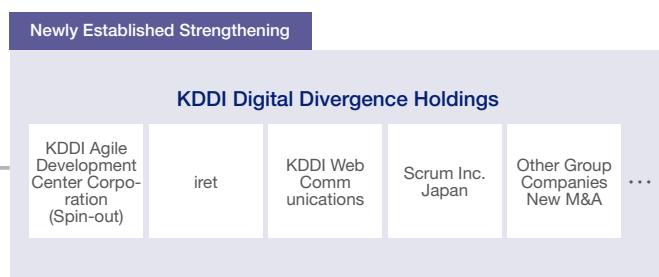 Newly Established Strengthening
KDDI Digital Divergence Holdings
KDDI Agile
Development
Center Corpo-
ration
(Spin-out)
iret
KDDI Web
Comm
unications
Scrum Inc.
Japan
Other Group
Companies
New M&A
...